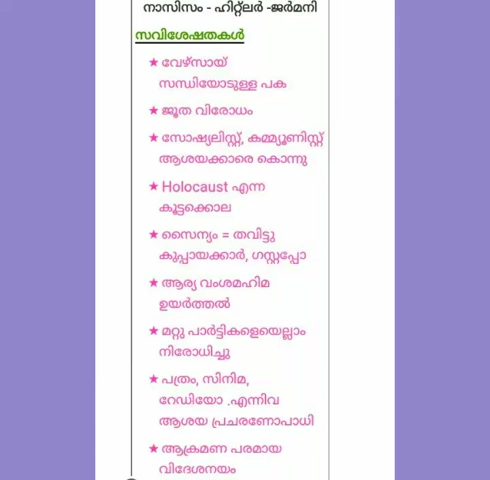 നാസിസം - ഹിറ്റ്ലർ -ജർമനി
സവിശേഷതകൾ
★ വേഴ്സായ്
സന്ധിയോടുള്ള പക
★ ജൂത വിരോധം
★ സോഷ്യലിസ്റ്റ്, കമ്മ്യൂണിസ്റ്റ്
ആശയക്കാരെ കൊന്നു
★ Holocaust എന്ന
കൂട്ടക്കൊല
★ സൈന്യം = തവിട്ടു
കുപ്പായക്കാർ, ഗസ്റ്റപ്പോ
★ ആര്യ വംശമഹിമ
ഉയർത്തൽ
★ മറ്റു പാർട്ടികളെയെല്ലാം
നിരോധിച്ചു
★ പത്രം, സിനിമ,
റേഡിയോ .എന്നിവ
ആശയ പ്രചരണോപാധി
★ ആക്രമണ പരമായ
വിദേശനയം